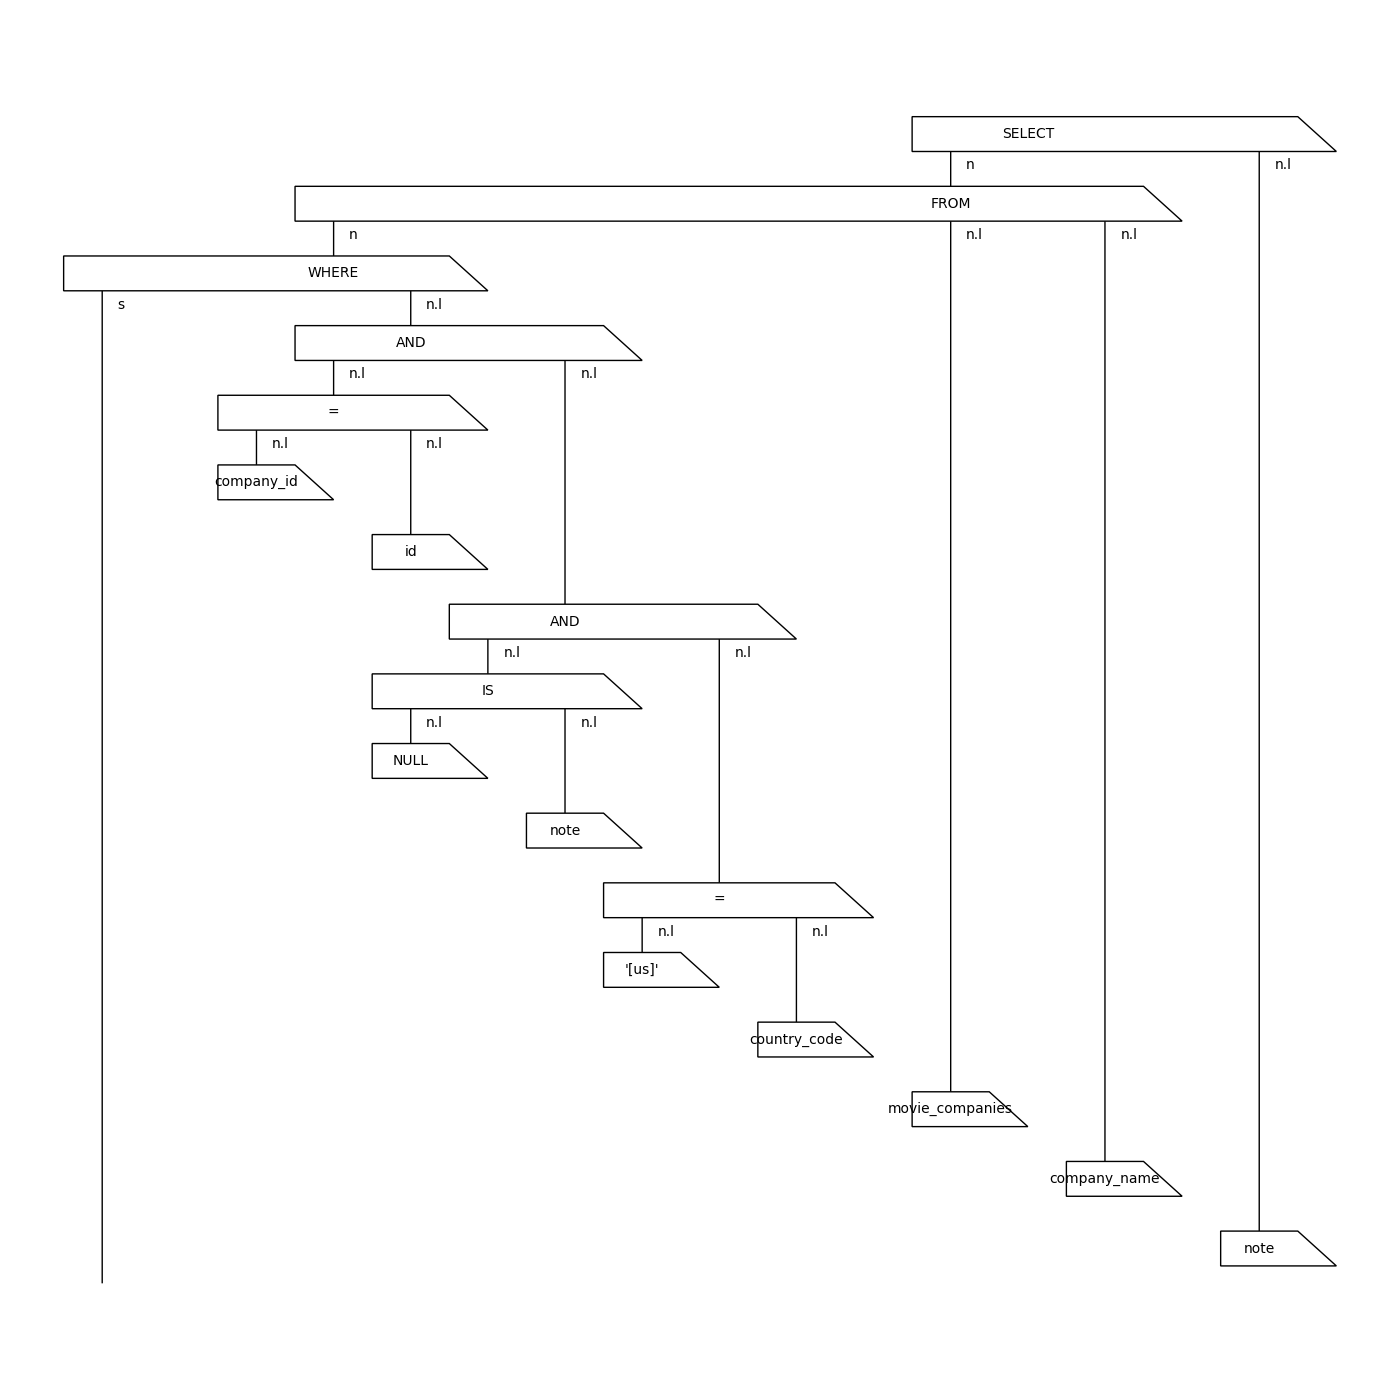 SELECT
n n.l
FROM
n n.l n.l
WHERE
s n.l
AND
n.l n.l
=
n.l n.l
company_id
id
AND
n.l n.l
IS
n.l n.l
NULL
note
=
n.l n.l
'[us]'
country_code
movie_companies
company_name
note